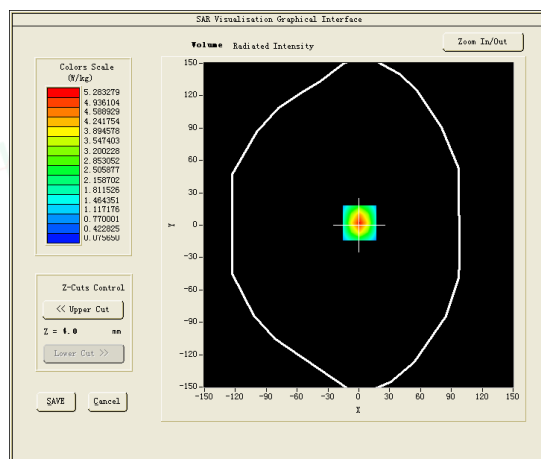 SAR Visualisation Graphical Interface
Volume Radiated Intensity
Zoom In/Out
Colors Scale
(W/kg)
5.283279
4.936104
4.588929
4.241754
3.894578
3.547403
3.200228
2.853052
2.505877
2.158702
1.811526
1.464351
1.117176
0.770001
0.422825
0.075650
Z-Cuts Control
<< Upper Cut
Z = 4.0 mm
Lower Cut >>
SAVE Cancel
150
120
90
60
30
0
-30
-60
-90
-120
-150
Y
-150 -120 -90 -60 -30 0 30 60 90 120 150
X